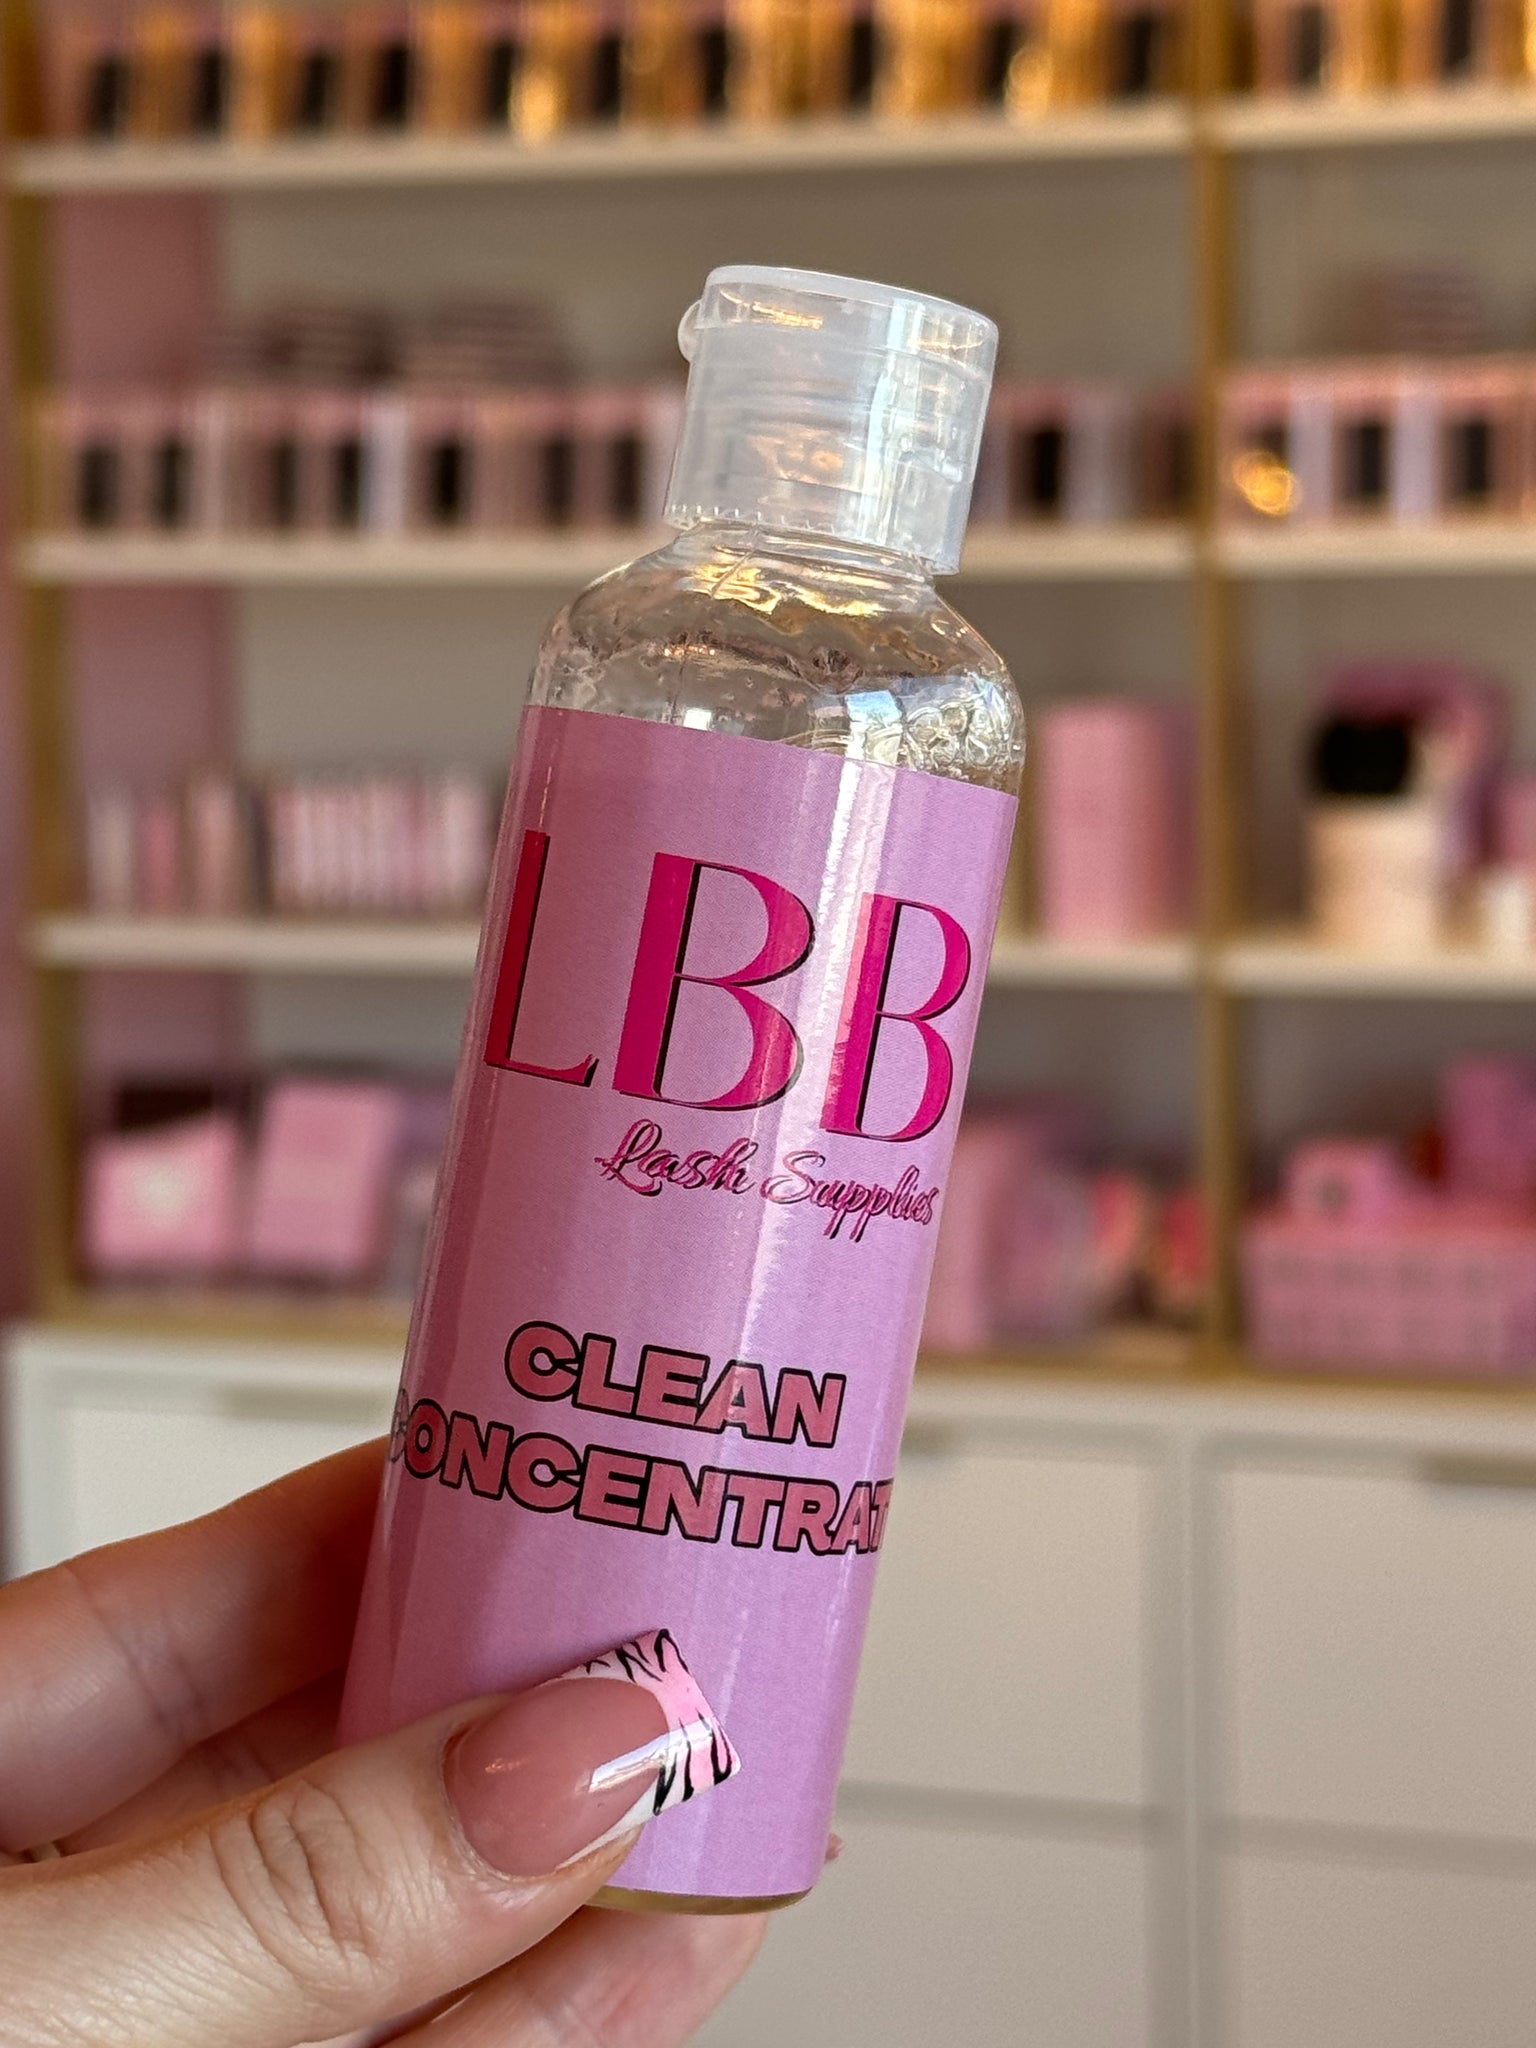 LBB
Lash Supplies
CLEAN
CONCENTRAT